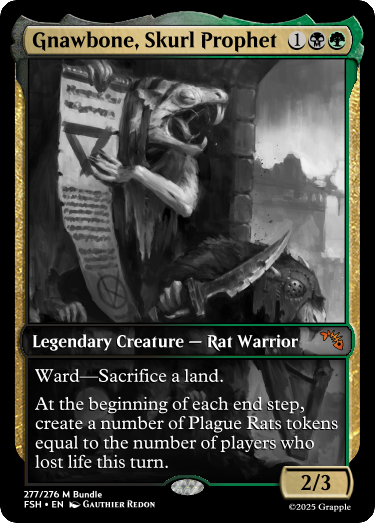 Gnawbone, Skurl Prophet 1
Legendary Creature — Rat Warrior
Ward—Sacrifice a land.
At the beginning of each end step,
create a number of Plague Rats tokens
equal to the number of players who
lost life this turn.
2/3
277/276 M Bundle
FSH • EN Gauthier Redon
©2025 Grapple